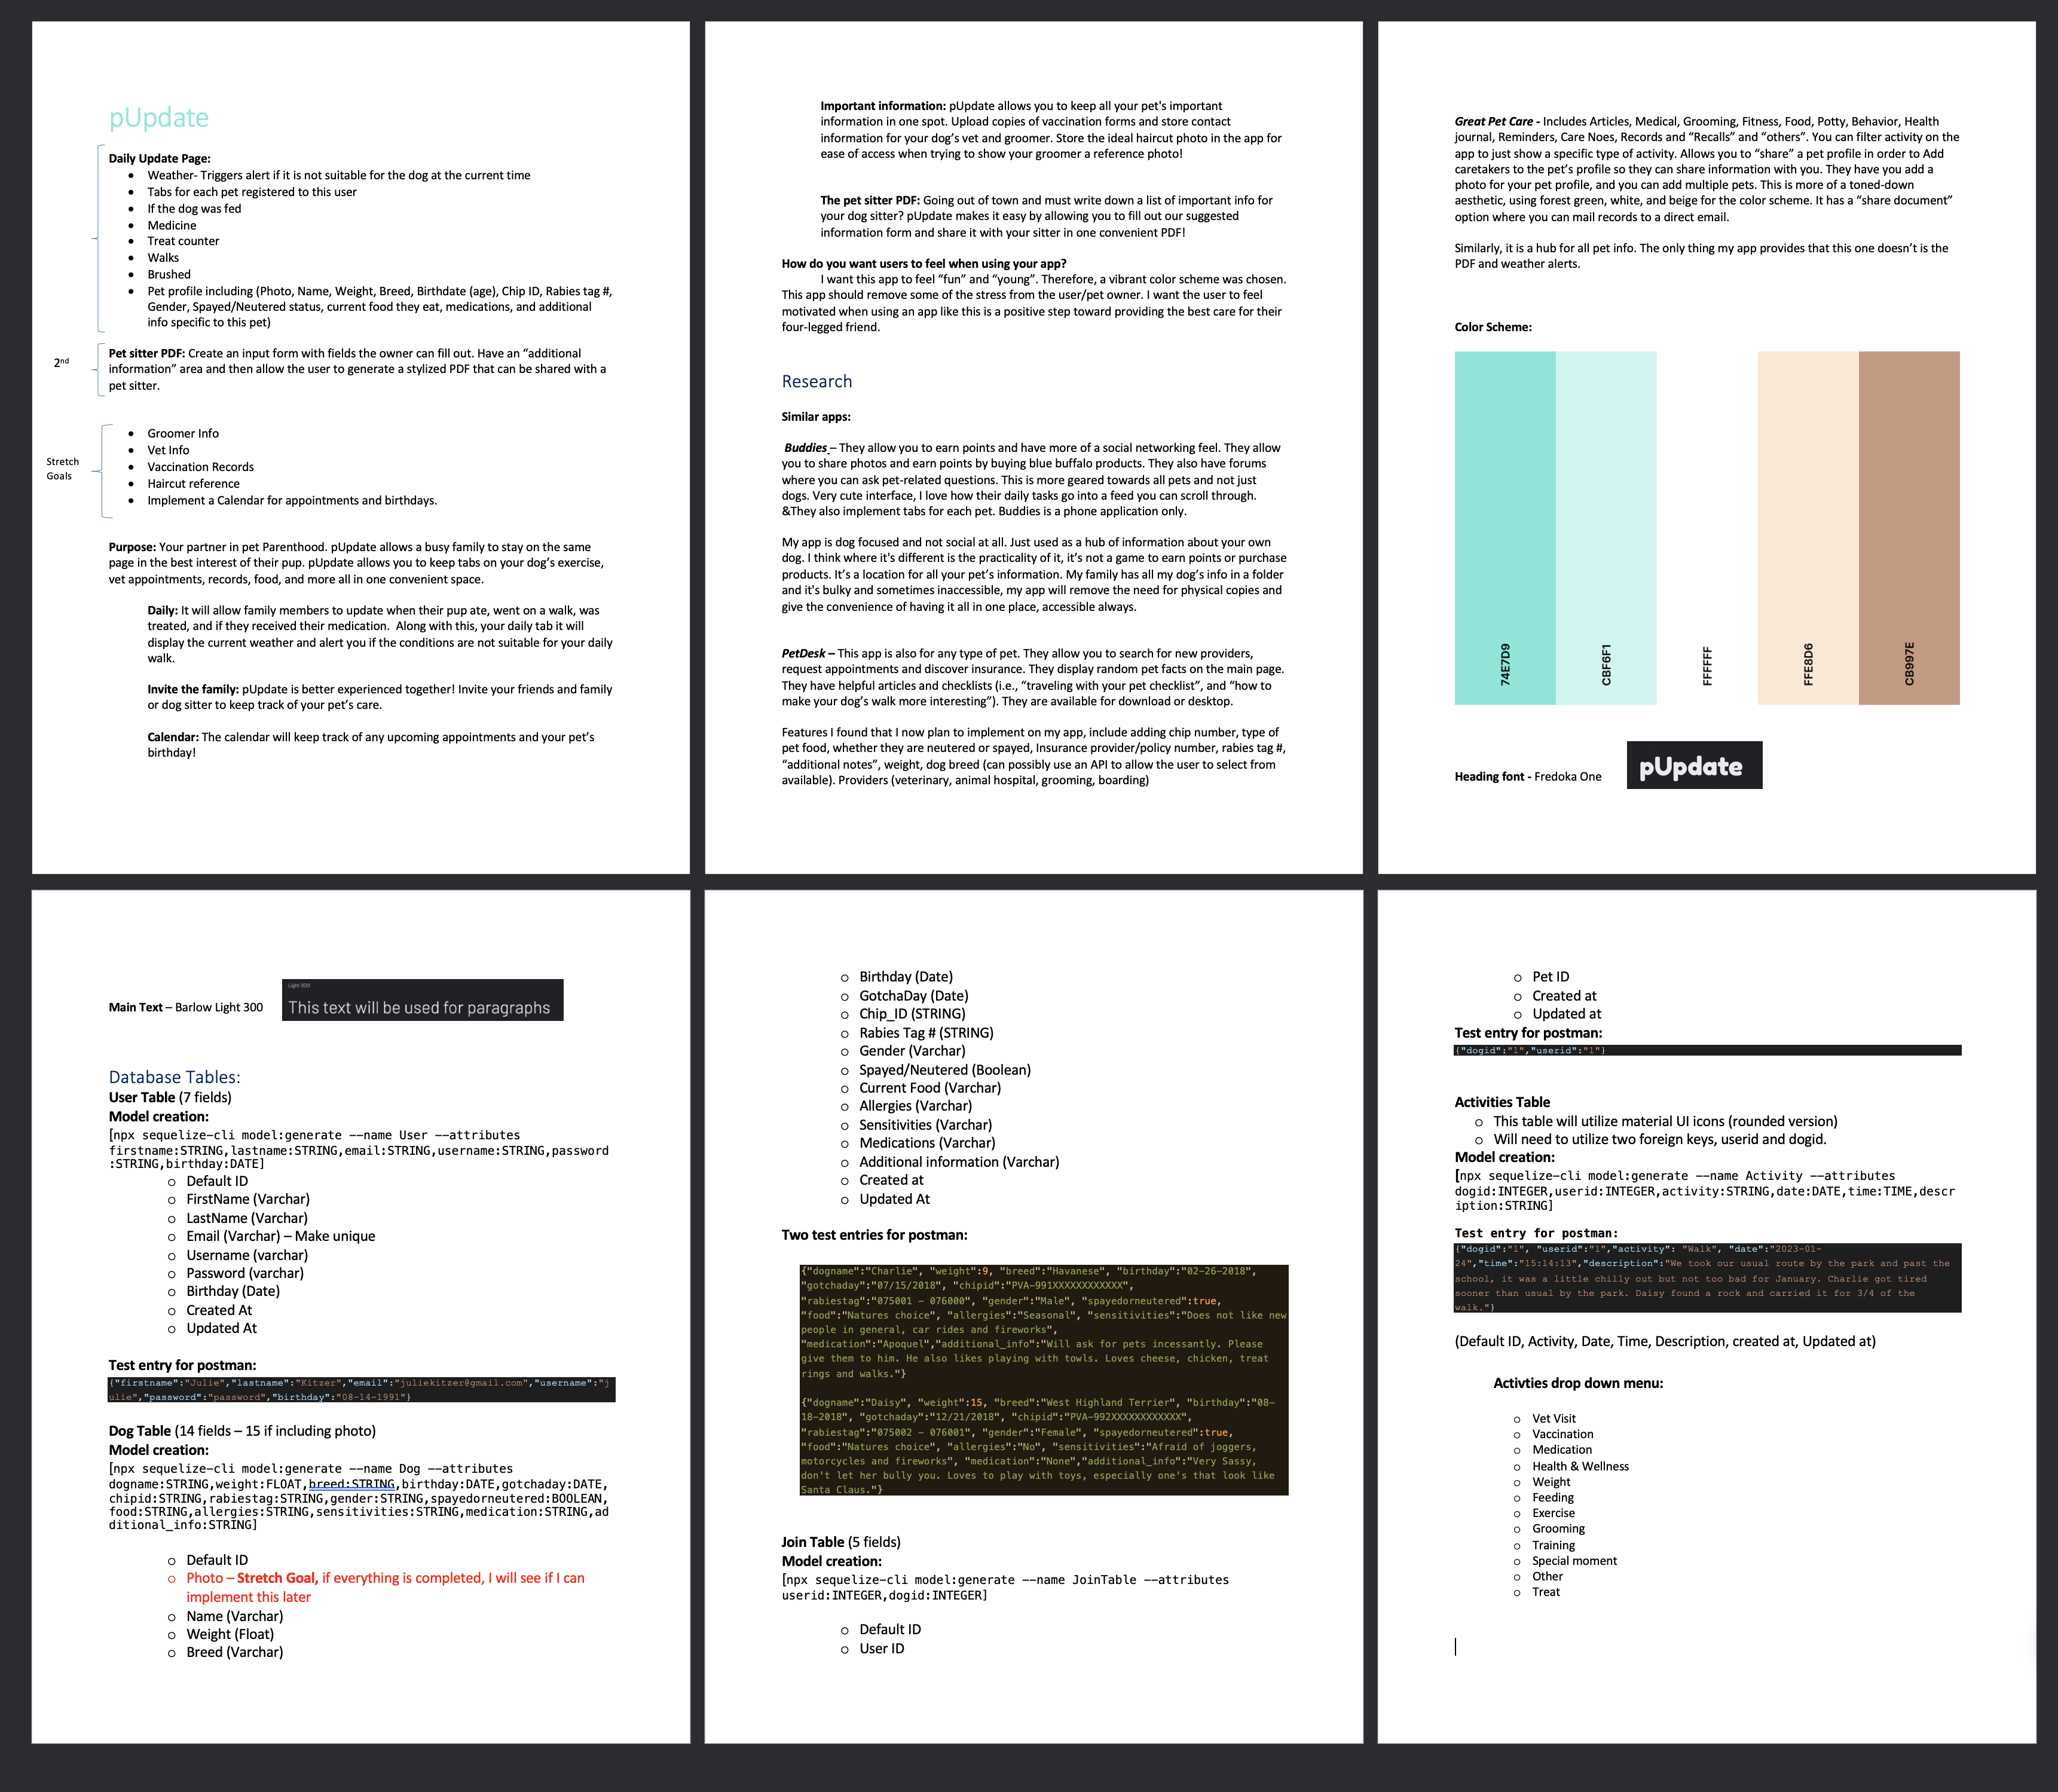 pUpdate
Daily Update Page:
• Weather- Triggers alert if it is not suitable for the dog at the current time
• Tabs for each pet registered to this user
• If the dog was fed
• Medicine
• Treat counter
• Walks
• Brushed
• Pet profile including (Photo, Name, Weight, Breed, Birthdate (age), Chip ID, Rabies tag #,
Gender, Spayed/Neutered status, current food they eat, medications, and additional
info specific to this pet)
2nd
Pet sitter PDF: Create an input form with fields the owner can fill out. Have an “additional
information” area and then allow the user to generate a stylized PDF that can be shared with a
pet sitter.
Stretch
Goals
• Groomer Info
• Vet Info
• Vaccination Records
• Haircut reference
• Implement a Calendar for appointments and birthdays.
Purpose: Your partner in pet Parenthood. pUpdate allows a busy family to stay on the same
page in the best interest of their pup. pUpdate allows you to keep tabs on your dog’s exercise,
vet appointments, records, food, and more all in one convenient space.
Daily: It will allow family members to update when their pup ate, went on a walk, was
treated, and if they received their medication. Along with this, your daily tab it will
display the current weather and alert you if the conditions are not suitable for your daily
walk.
Invite the family: pUpdate is better experienced together! Invite your friends and family
or dog sitter to keep track of your pet’s care.
Calendar: The calendar will keep track of any upcoming appointments and your pet’s
birthday!
Important information: pUpdate allows you to keep all your pet's important
information in one spot. Upload copies of vaccination forms and store contact
information for your dog’s vet and groomer. Store the ideal haircut photo in the app for
ease of access when trying to show your groomer a reference photo!
The pet sitter PDF: Going out of town and must write down a list of important info for
your dog sitter? pUpdate makes it easy by allowing you to fill out our suggested
information form and share it with your sitter in one convenient PDF!
How do you want users to feel when using your app?
I want this app to feel “fun” and “young”. Therefore, a vibrant color scheme was chosen.
This app should remove some of the stress from the user/pet owner. I want the user to feel
motivated when using an app like this is a positive step toward providing the best care for their
four-legged friend.
Research
Similar apps:
Buddies – They allow you to earn points and have more of a social networking feel. They allow
you to share photos and earn points by buying blue buffalo products. They also have forums
where you can ask pet-related questions. This is more geared towards all pets and not just
dogs. Very cute interface, I love how their daily tasks go into a feed you can scroll through.
&They also implement tabs for each pet. Buddies is a phone application only.
My app is dog focused and not social at all. Just used as a hub of information about your own
dog. I think where it's different is the practicality of it, it’s not a game to earn points or purchase
products. It’s a location for all your pet’s information. My family has all my dog’s info in a folder
and it's bulky and sometimes inaccessible, my app will remove the need for physical copies and
give the convenience of having it all in one place, accessible always.
PetDesk – This app is also for any type of pet. They allow you to search for new providers,
request appointments and discover insurance. They display random pet facts on the main page.
They have helpful articles and checklists (i.e., “traveling with your pet checklist”, and “how to
make your dog’s walk more interesting”). They are available for download or desktop.
Features I found that I now plan to implement on my app, include adding chip number, type of
pet food, whether they are neutered or spayed, Insurance provider/policy number, rabies tag #,
“additional notes”, weight, dog breed (can possibly use an API to allow the user to select from
available). Providers (veterinary, animal hospital, grooming, boarding)
Great Pet Care - Includes Articles, Medical, Grooming, Fitness, Food, Potty, Behavior, Health
journal, Reminders, Care Noes, Records and “Recalls” and “others”. You can filter activity on the
app to just show a specific type of activity. Allows you to “share” a pet profile in order to Add
caretakers to the pet’s profile so they can share information with you. They have you add a
photo for your pet profile, and you can add multiple pets. This is more of a toned-down
aesthetic, using forest green, white, and beige for the color scheme. It has a “share document”
option where you can mail records to a direct email.
Similarly, it is a hub for all pet info. The only thing my app provides that this one doesn’t is the
PDF and weather alerts.
Color Scheme:
74E7D9
CBF6F1
FFFFFF
FFE8D6
CB997E
Heading font - Fredoka One
pUpdate
Main Text – Barlow Light 300
Light 300
This text will be used for paragraphs
Database Tables:
User Table (7 fields)
Model creation:
[npx sequelize-cli model:generate --name User --attributes
firstname:STRING,lastname:STRING,email:STRING,username:STRING,password
:STRING,birthday:DATE]
o Default ID
o FirstName (Varchar)
o LastName (Varchar)
o Email (Varchar) – Make unique
o Username (varchar)
o Password (varchar)
o Birthday (Date)
o Created At
o Updated At
Test entry for postman:
{"firstname":"Julie","lastname":"Kitzer","email":"juliekitzer@gmail.com","username":"j
ulie","password":"password","birthday":"08-14-1991"}
Dog Table (14 fields – 15 if including photo)
Model creation:
[npx sequelize-cli model:generate --name Dog --attributes
dogname:STRING,weight:FLOAT,breed:STRING,birthday:DATE,gotchaday:DATE,
chipid:STRING,rabiestag:STRING,gender:STRING,spayedorneutered:BOOLEAN,
food:STRING,allergies:STRING,sensitivities:STRING,medication:STRING,ad
ditional_info:STRING]
o Default ID
o Photo – Stretch Goal, if everything is completed, I will see if I can
implement this later
o Name (Varchar)
o Weight (Float)
o Breed (Varchar)
o Birthday (Date)
o GotchaDay (Date)
o Chip_ID (STRING)
o Rabies Tag # (STRING)
o Gender (Varchar)
o Spayed/Neutered (Boolean)
o Current Food (Varchar)
o Allergies (Varchar)
o Sensitivities (Varchar)
o Medications (Varchar)
o Additional information (Varchar)
o Created at
o Updated At
Two test entries for postman:
{"dogname":"Charlie", "weight":9, "breed":"Havanese", "birthday":"02-26-2018",
"gotchaday":"07/15/2018", "chipid":"PVA-991XXXXXXXXXXXX",
"rabiestag":"075001 - 076000", "gender":"Male", "spayedorneutered":true,
"food":"Natures choice", "allergies":"Seasonal", "sensitivities":"Does not like new
people in general, car rides and fireworks",
"medication":"Apoquel","additional_info":"Will ask for pets incessantly. Please
give them to him. He also likes playing with towls. Loves cheese, chicken, treat
rings and walks."}
{"dogname":"Daisy", "weight":15, "breed":"West Highland Terrier", "birthday":"08-
18-2018", "gotchaday":"12/21/2018", "chipid":"PVA-992XXXXXXXXXXXX",
"rabiestag":"075002 - 076001", "gender":"Female", "spayedorneutered":true,
"food":"Natures choice", "allergies":"No", "sensitivities":"Afraid of joggers,
motorcycles and fireworks", "medication":"None","additional_info":"Very Sassy,
don't let her bully you. Loves to play with toys, especially one's that look like
Santa Claus."}
Join Table (5 fields)
Model creation:
[npx sequelize-cli model:generate --name JoinTable --attributes
userid:INTEGER,dogid:INTEGER]
o Default ID
o User ID
o Pet ID
o Created at
o Updated at
Test entry for postman:
{"dogid":"1","userid":"1"}
Activities Table
o This table will utilize material UI icons (rounded version)
o Will need to utilize two foreign keys, userid and dogid.
Model creation:
[npx sequelize-cli model:generate --name Activity --attributes
dogid:INTEGER,userid:INTEGER,activity:STRING,date:DATE,time:TIME,descr
iption:STRING]
Test entry for postman:
{"dogid":"1", "userid":"1","activity": "Walk", "date":"2023-01-
24","time":"15:14:13","description":"We took our usual route by the park and past the
school, it was a little chilly out but not too bad for January. Charlie got tired
sooner than usual by the park. Daisy found a rock and carried it for 3/4 of the
walk."}
(Default ID, Activity, Date, Time, Description, created at, Updated at)
Activties drop down menu:
o Vet Visit
o Vaccination
o Medication
o Health & Wellness
o Weight
o Feeding
o Exercise
o Grooming
o Training
o Special moment
o Other
o Treat